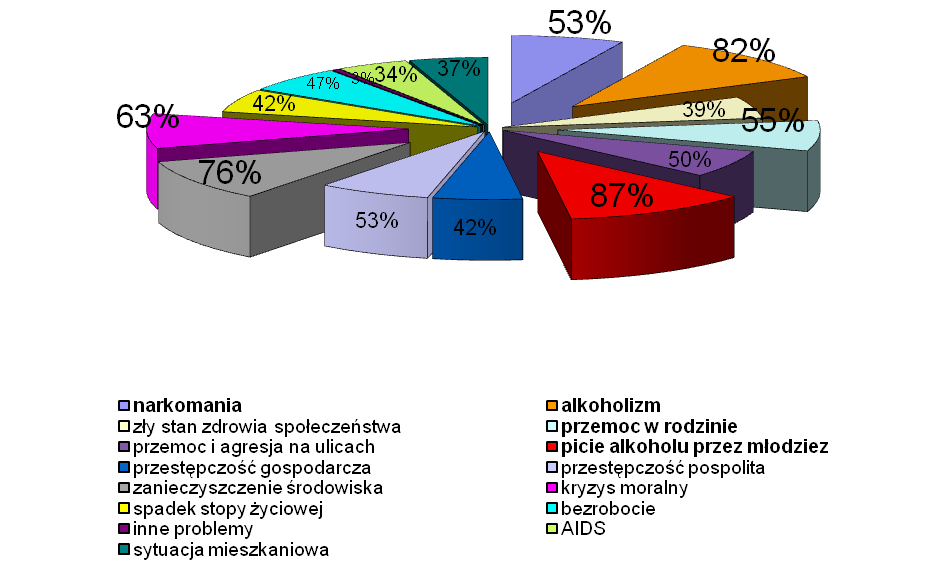 53%
82%
37%
34%
3%
47%
42%
39%
63%
55%
50%
76%
87%
53%
42%
narkomania
alkoholizm
zły stan zdrowia społeczeństwa
przemoc w rodzinie
przemoc i agresja na ulicach
picie alkoholu przez młodziez
przestępczość gospodarcza
przestępczość pospolita
zanieczyszczenie środowiska
kryzys moralny
spadek stopy życiowej
bezrobocie
inne problemy
AIDS
sytuacja mieszkaniowa